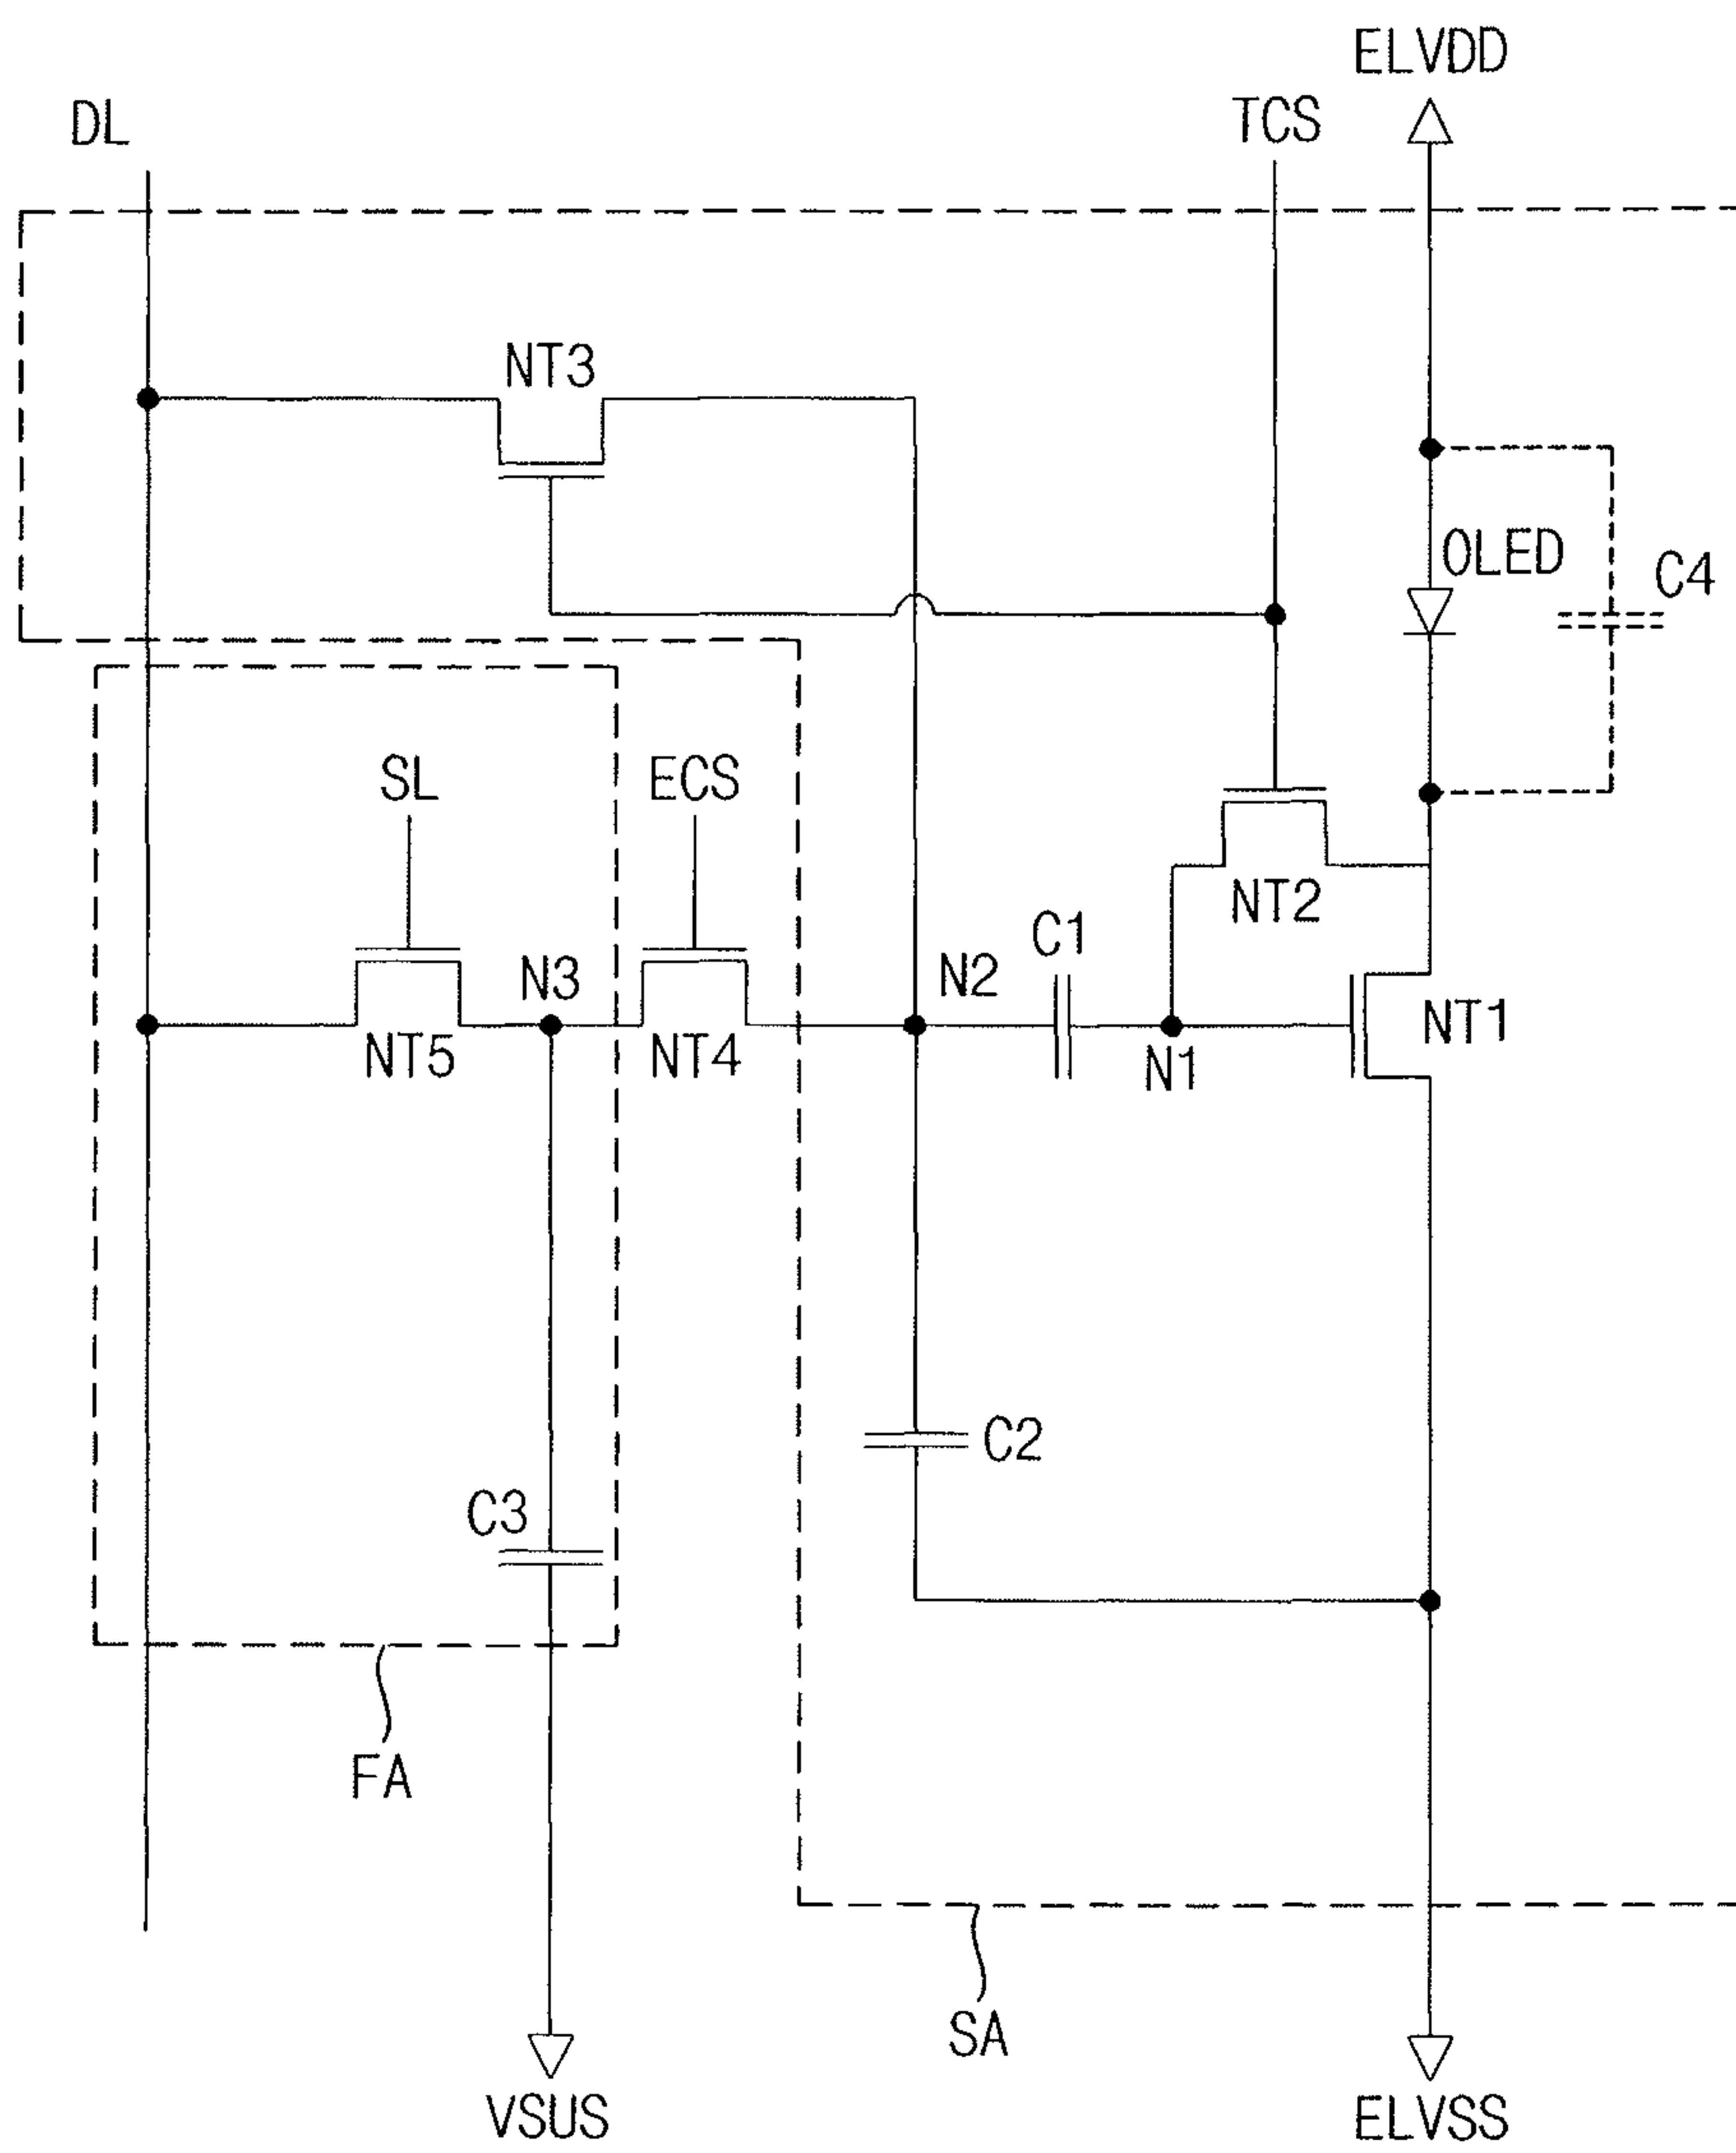 ELVDD
DL
TCS
NT3
OLED
C4
SL
ECS
NT2
C1
N3
N2
NT1
NT5
NT4
N1
C2
C3
FA
SA
VSUS
ELVSS